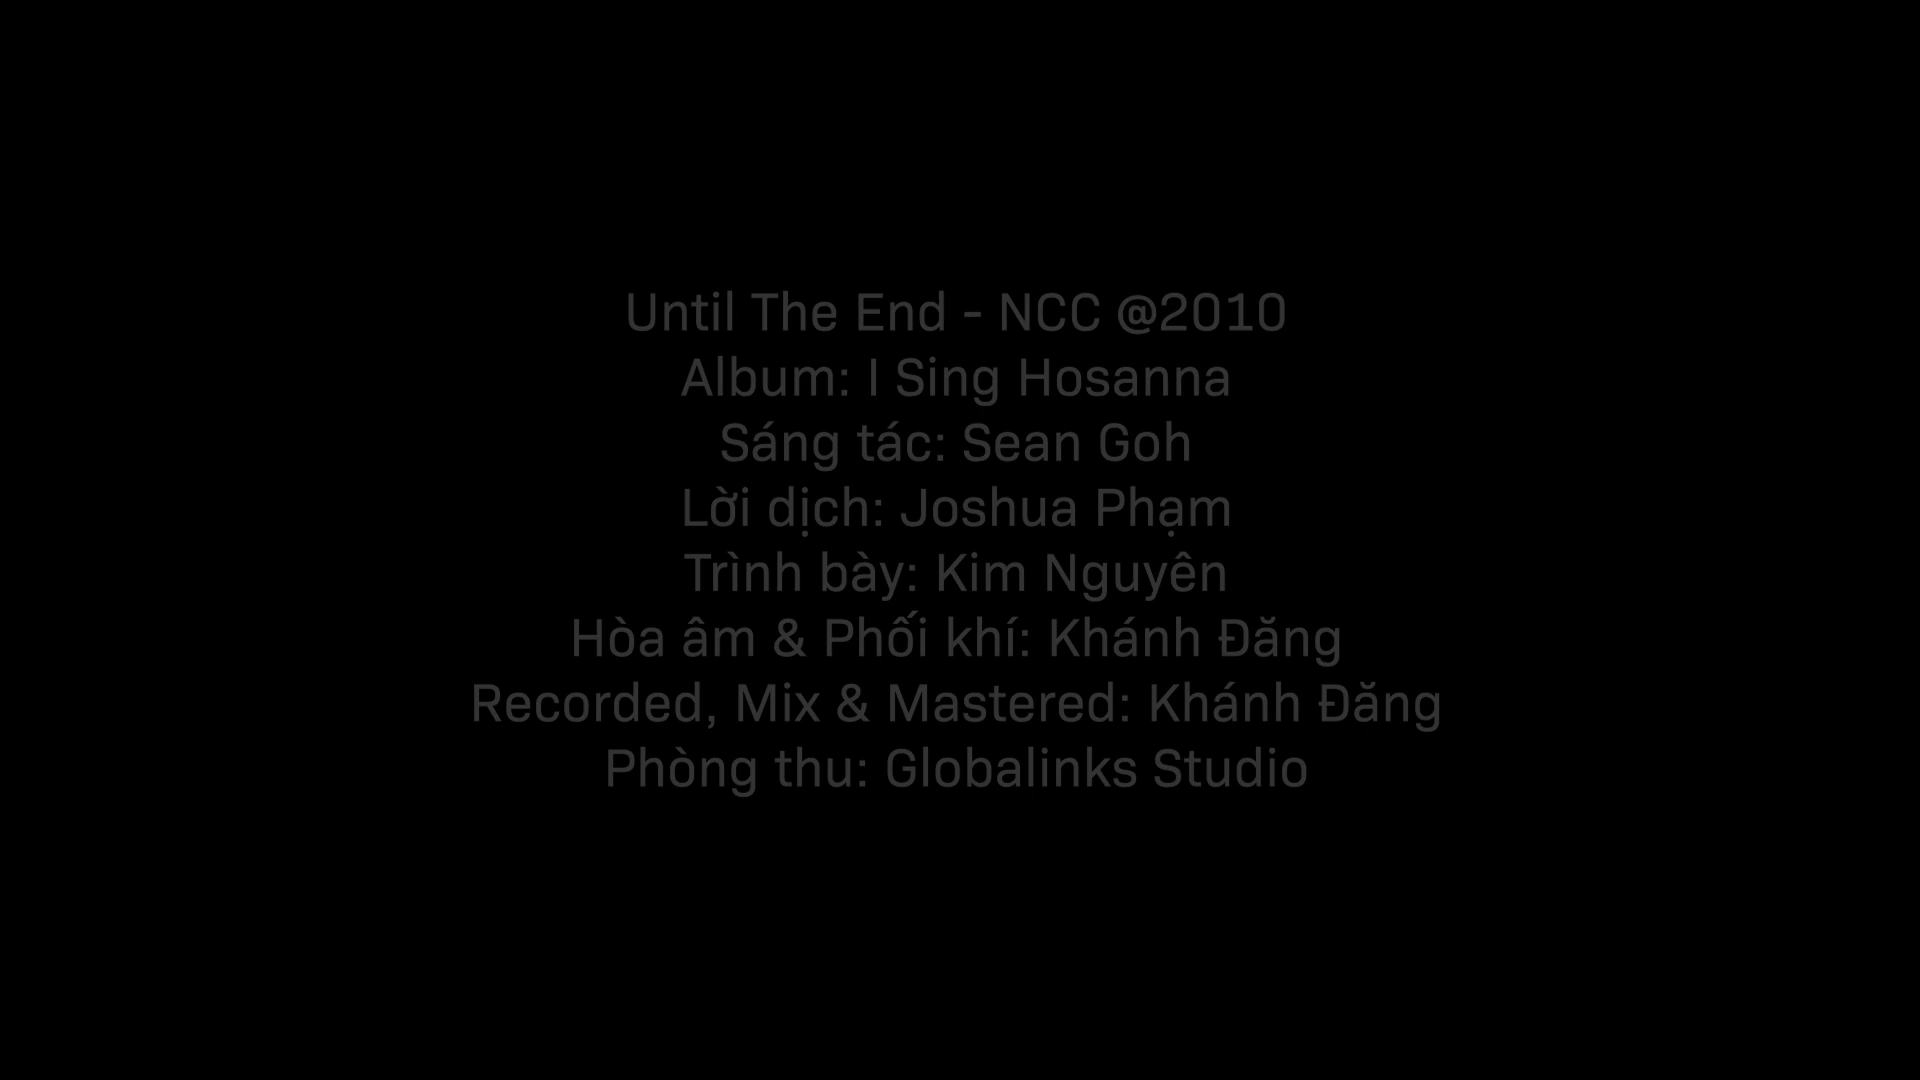 Until The End - NCC @2010
Album: I Sing Hosanna
Sáng tác: Sean Goh
Lời dịch: Joshua Phạm
Trình bày: Kim Nguyên
Hòa âm & Phối khí: Khánh Đăng
Recorded, Mix & Mastered: Khánh Đăng
Phòng thu: Globalinks Studio